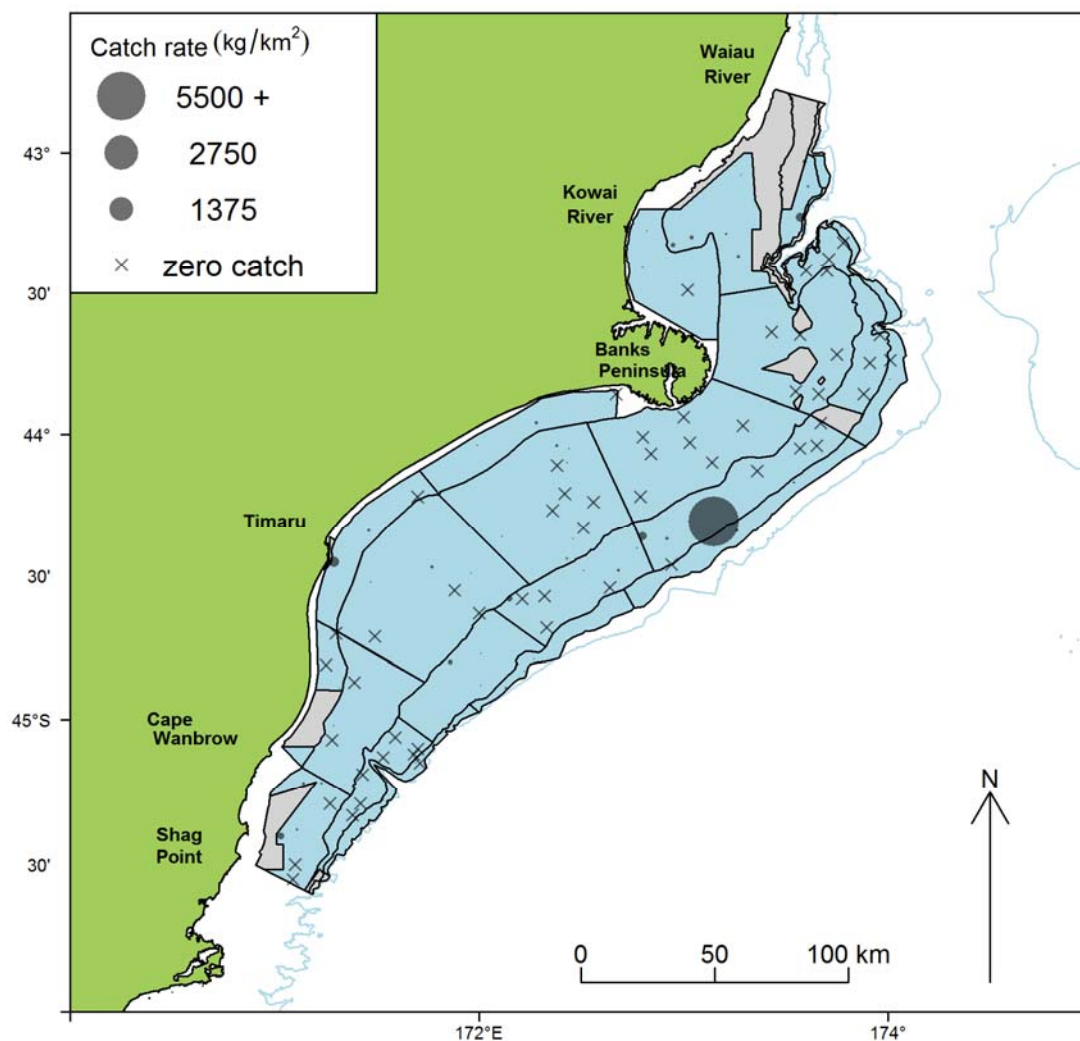 Catch rate (kg/km²)
5500 +
2750
1375
zero catch
Waiau
River
43°
Kowai
River
30'
Banks
Peninsula
44°
Timaru
30'
45°S
Cape
Wanbrow
N
Shag
Point
30'
0 50 100 km
172°E 174°